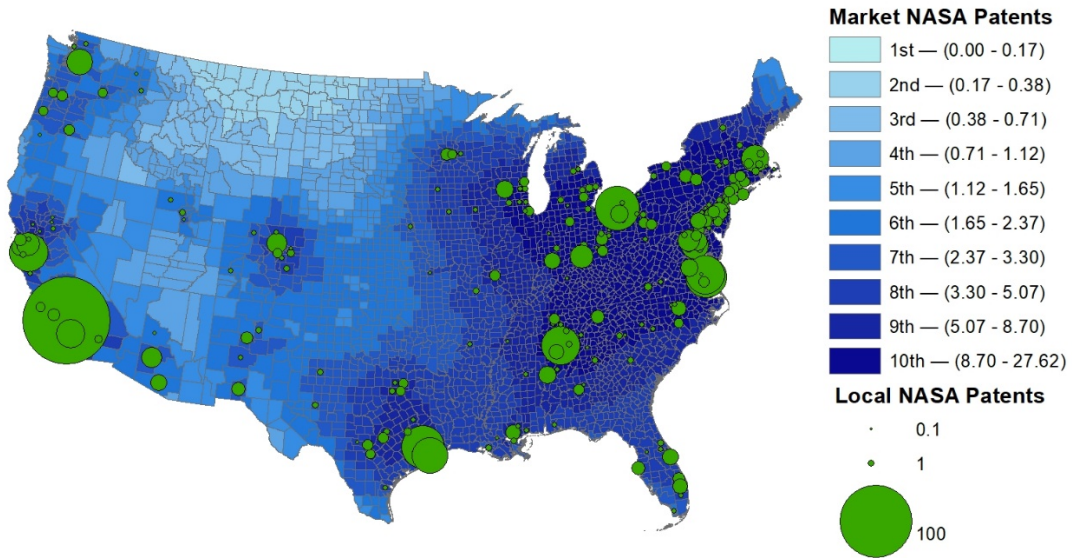 Market NASA Patents
1st — (0.00 - 0.17)
2nd — (0.17 - 0.38)
3rd — (0.38 - 0.71)
4th — (0.71 - 1.12)
5th — (1.12 - 1.65)
6th — (1.65 - 2.37)
7th — (2.37 - 3.30)
8th — (3.30 - 5.07)
9th — (5.07 - 8.70)
10th — (8.70 - 27.62)
Local NASA Patents
0.1
1
100